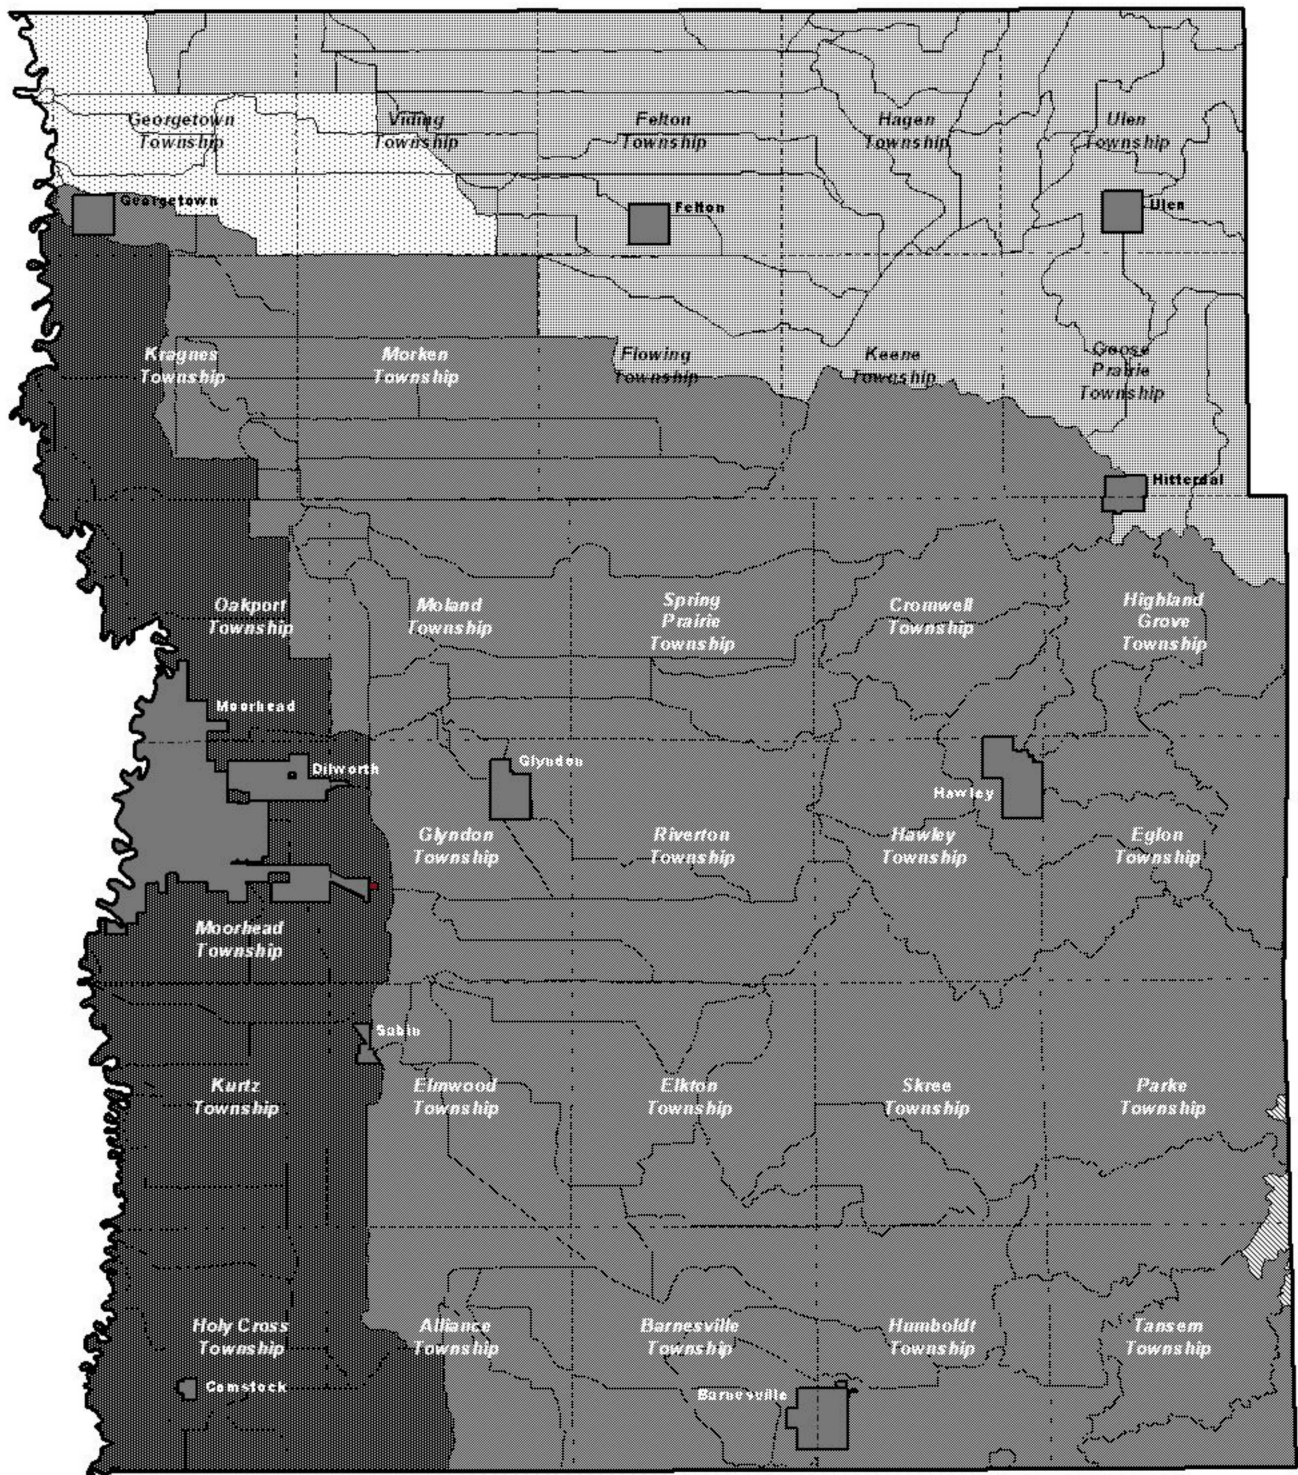 Georgetown
Township
Viding
Township
Felton
Township
Hagen
Township
Ulen
Township
Georgetown
Felton
Ulen
Kragnes
Township
Morken
Township
Flowing
Township
Keene
Township
Goose
Prairie
Township
Hitterdal
Oakport
Township
Moland
Township
Spring
Prairie
Township
Cromwell
Township
Highland
Grove
Township
Moorhead
Dilworth
Glyndon
Hawley
Glyndon
Township
Riverton
Township
Hawley
Township
Eglon
Township
Moorhead
Township
Sabin
Kurtz
Township
Elmwood
Township
Elkton
Township
Skree
Township
Parke
Township
Holy Cross
Township
Alliance
Township
Barnesville
Township
Humboldt
Township
Tansem
Township
Comstock
Barnesville